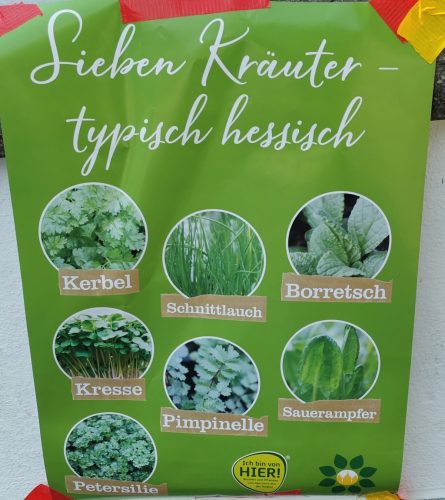 Sieben Kräuter –
typisch hessisch
Kerbel
Schnittlauch
Borretsch
Kresse
Pimpinelle
Sauerampfer
Petersilie
Ich bin von
HIER!